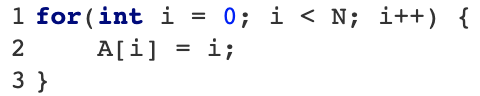 1 for(int i = 0; i < N; i++) {
2     A[i] = i;
3 }